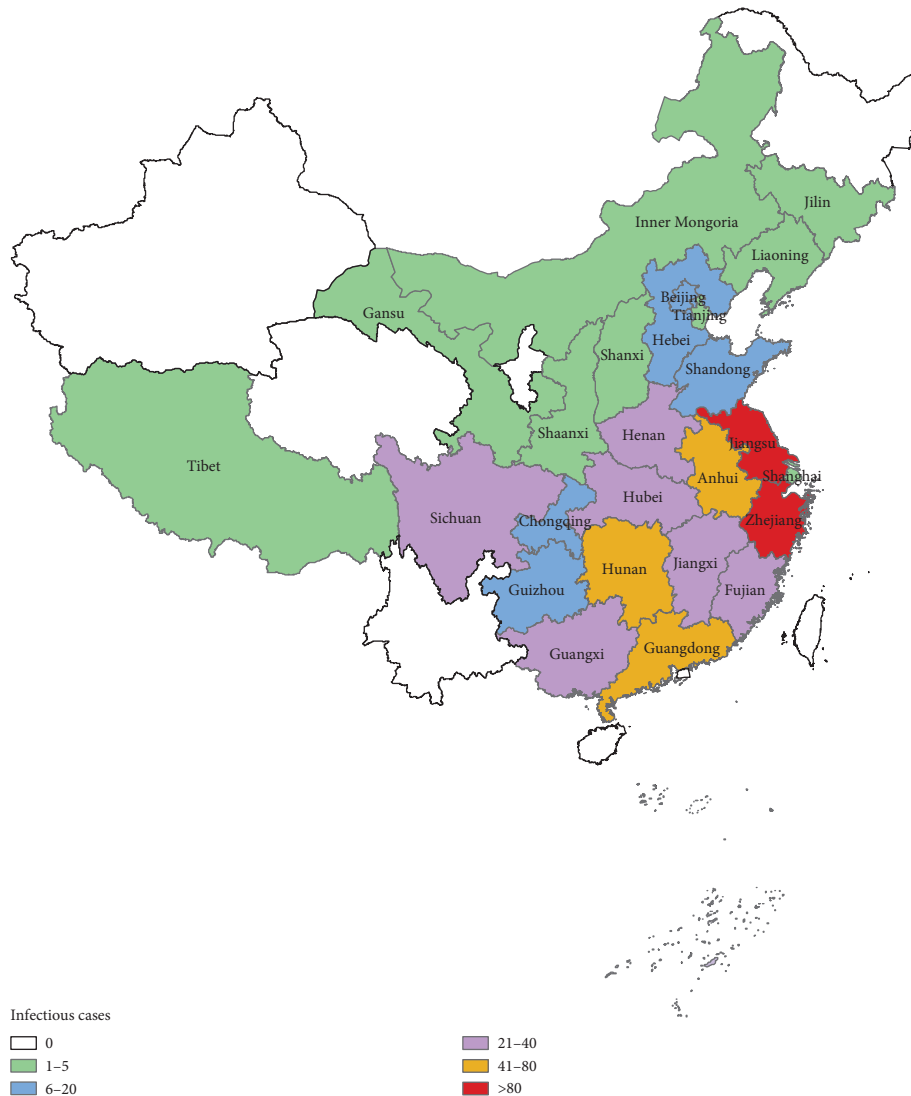 Jilin
Inner Mongoria
Liaoning
Beijing
Tianjing
Gansu
Hebei
Shanxi
Shandong
Shaanxi
Henan
Jiangsu
Tibet
Anhui
Shanghai
Hubei
Sichuan
Chongqing
Zhejiang
Hunan
Jiangxi
Guizhou
Fujian
Guangxi
Guangdong
Infectious cases
0
1–5
6–20
21–40
41–80
>80